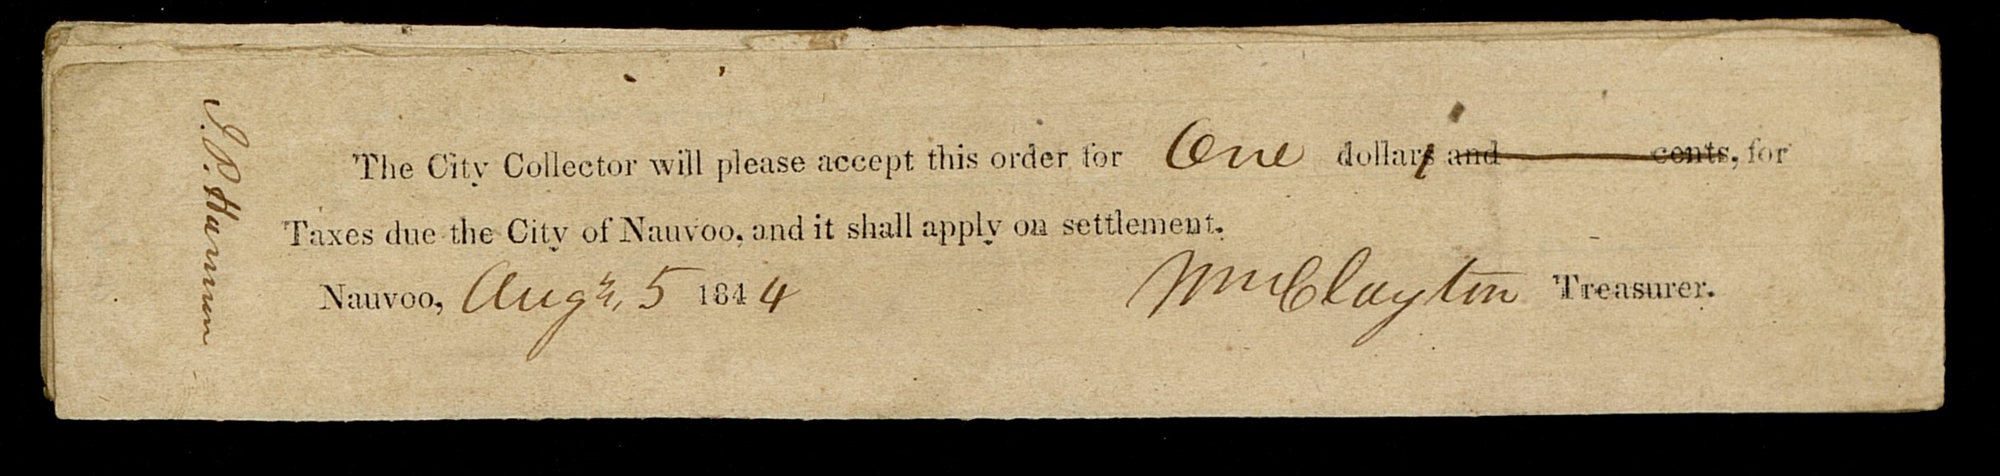 The City Collector will please accept this order for One dollars and cents, for
Taxes due the City of Nauvoo, and it shall apply on settlement.
Nauvoo, Augt. 5 1844 Wm Clayton Treasurer.
J. P. Harmon